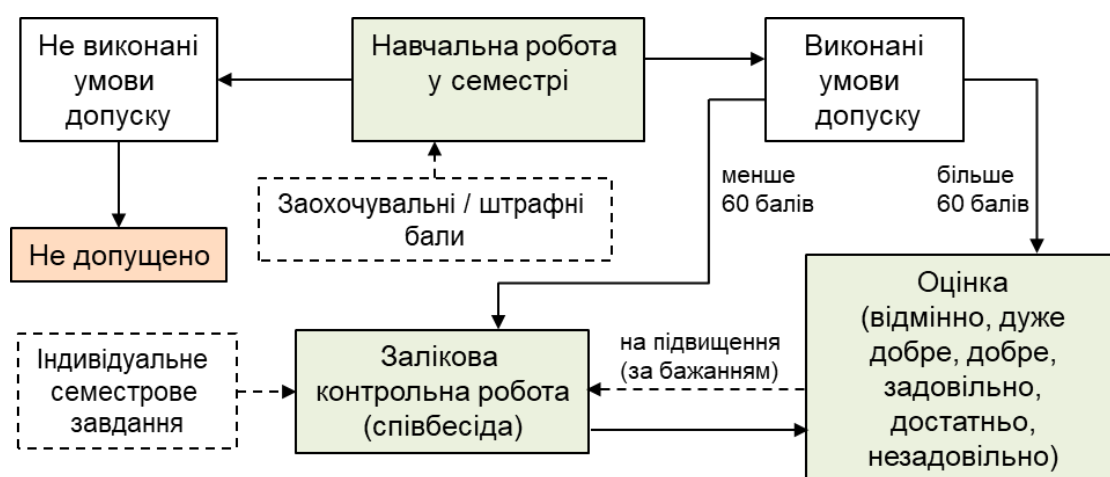 Не виконані
умови
допуску
Навчальна робота
у семестрі
Виконані
умови
допуску
Заохочувальні / штрафні
бали
менше
60 балів
більше
60 балів
Не допущено
Індивідуальне
семестрове
завдання
Залікова
контрольна робота
(співбесіда)
на підвищення
(за бажанням)
Оцінка
(відмінно, дуже
добре, добре,
задовільно,
достатньо,
незадовільно)